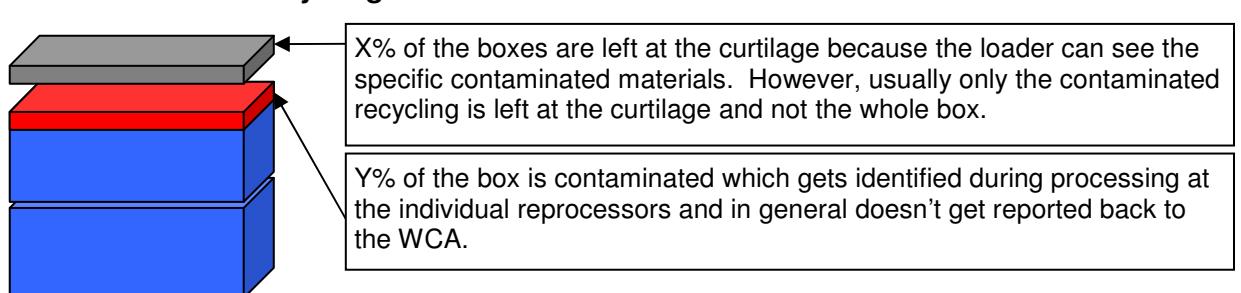 X% of the boxes are left at the curtilage because the loader can see the
specific contaminated materials.  However, usually only the contaminated
recycling is left at the curtilage and not the whole box.
Y% of the box is contaminated which gets identified during processing at
the individual reprocessors and in general doesn’t get reported back to
the WCA.